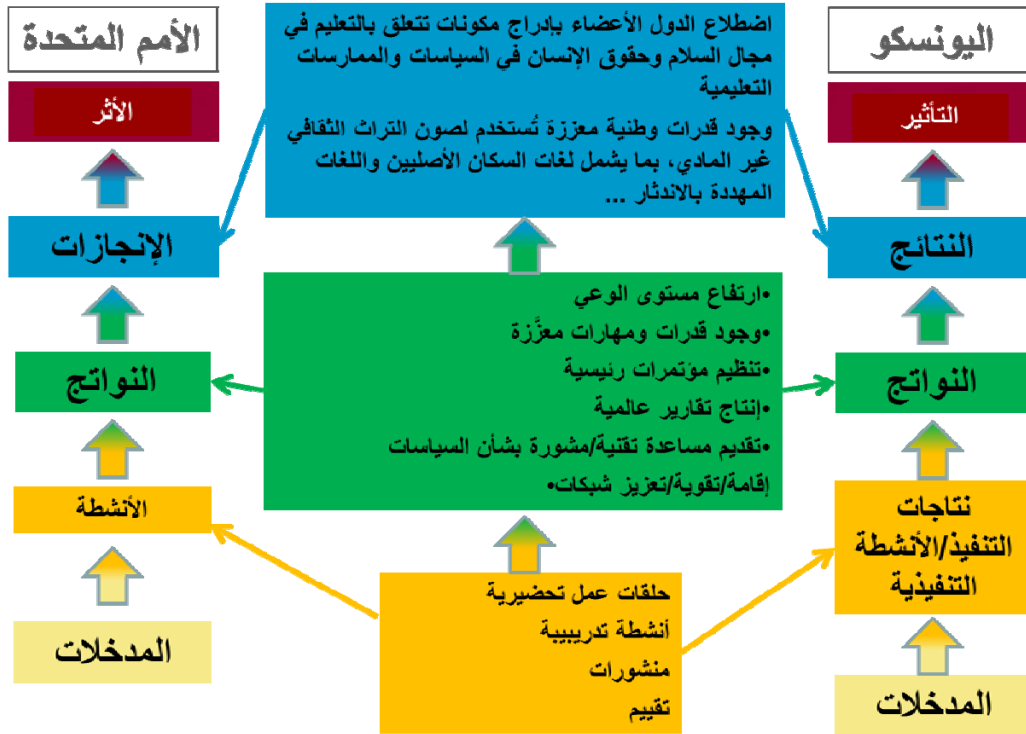 اليونسكو
التأثير
النتائج
النواتج
نتاجات
التنفيذ/الأنشطة
التنفيذية
المدخلات
اضطلاع الدول الأعضاء بإدراج مكونات تتعلق بالتعليم في
مجال السلام وحقوق الإنسان في السياسات والممارسات
التعليمية
وجود قدرات وطنية معززة تُستخدم لصون التراث الثقافي
غير المادي، بما يشمل لغات السكان الأصليين واللغات
المهددة بالاندثار ...
•ارتفاع مستوى الوعي
•وجود قدرات ومهارات معزَّزة
•تنظيم مؤتمرات رئيسية
•إنتاج تقارير عالمية
•تقديم مساعدة تقنية/مشورة بشأن السياسات
إقامة/تقوية/تعزيز شبكات•
حلقات عمل تحضيرية
أنشطة تدريبيبة
منشورات
تقييم
الأمم المتحدة
الأثر
الإنجازات
النواتج
الأنشطة
المدخلات